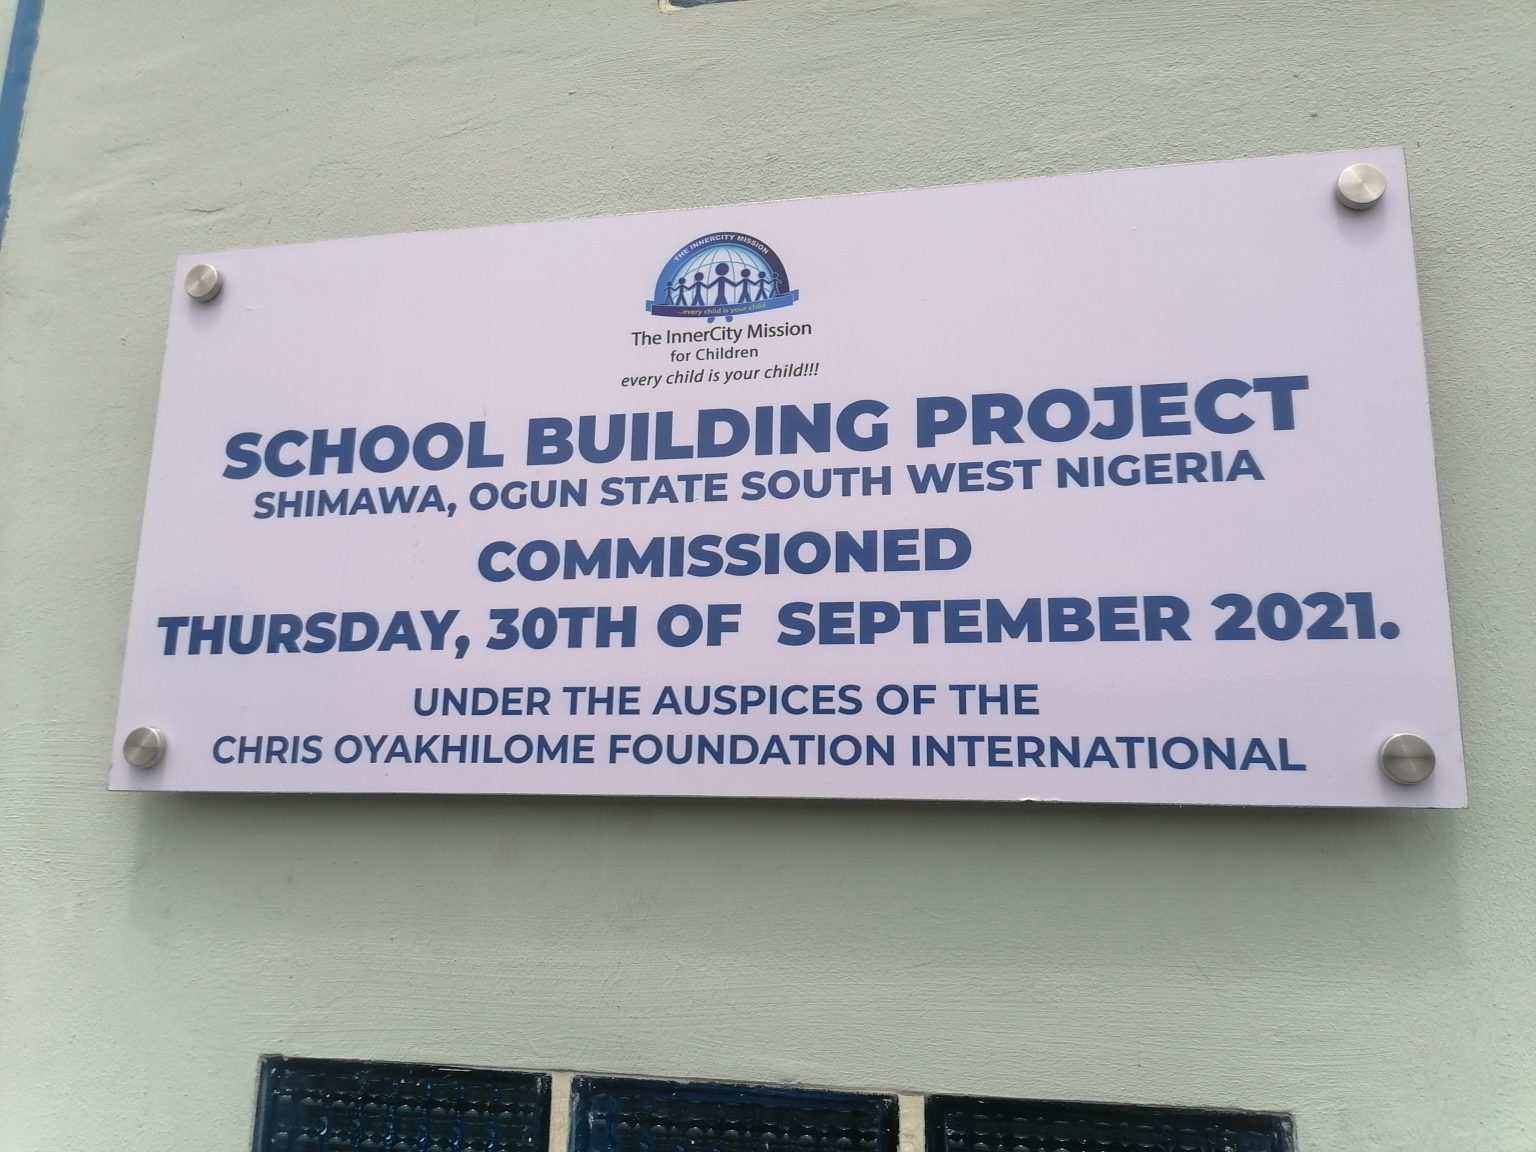 THE INNERCITY MISSION
...every child is your child
The InnerCity Mission
for Children
every child is your child!!!
SCHOOL BUILDING PROJECT
SHIMAWA, OGUN STATE SOUTH WEST NIGERIA
COMMISSIONED
THURSDAY, 30TH OF SEPTEMBER 2021.
UNDER THE AUSPICES OF THE
CHRIS OYAKHILOME FOUNDATION INTERNATIONAL